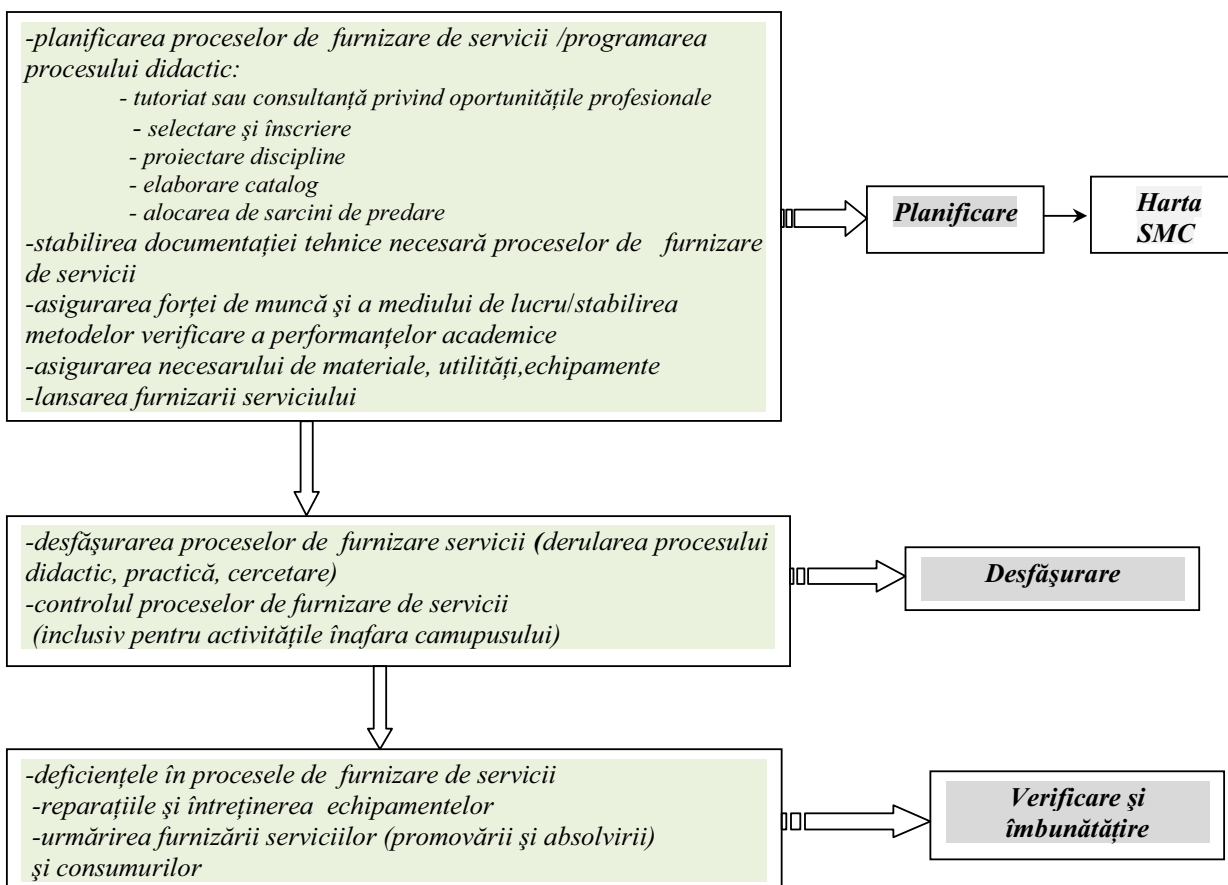 -planificarea proceselor de furnizare de servicii /programarea
procesului didactic:
- tutoriat sau consultanță privind oportunitățile profesionale
- selectare şi înscriere
- proiectare discipline
- elaborare catalog
- alocarea de sarcini de predare
-stabilirea documentației tehnice necesară proceselor de furnizare
de servicii
-asigurarea forței de muncă şi a mediului de lucru/stabilirea
metodelor verificare a performanțelor academice
-asigurarea necesarului de materiale, utilități,echipamente
-lansarea furnizării serviciului
Planificare
Harta
SMC
-desfăşurarea proceselor de furnizare servicii (derularea procesului
didactic, practică, cercetare)
-controlul proceselor de furnizare de servicii
(inclusiv pentru activitățile înafara camupusului)
Desfăşurare
-deficiențele în procesele de furnizare de servicii
-reparațiile şi întreținerea echipamentelor
-urmărirea furnizării serviciilor (promovării şi absolvirii)
şi consumurilor
Verificare şi
îmbunătățire